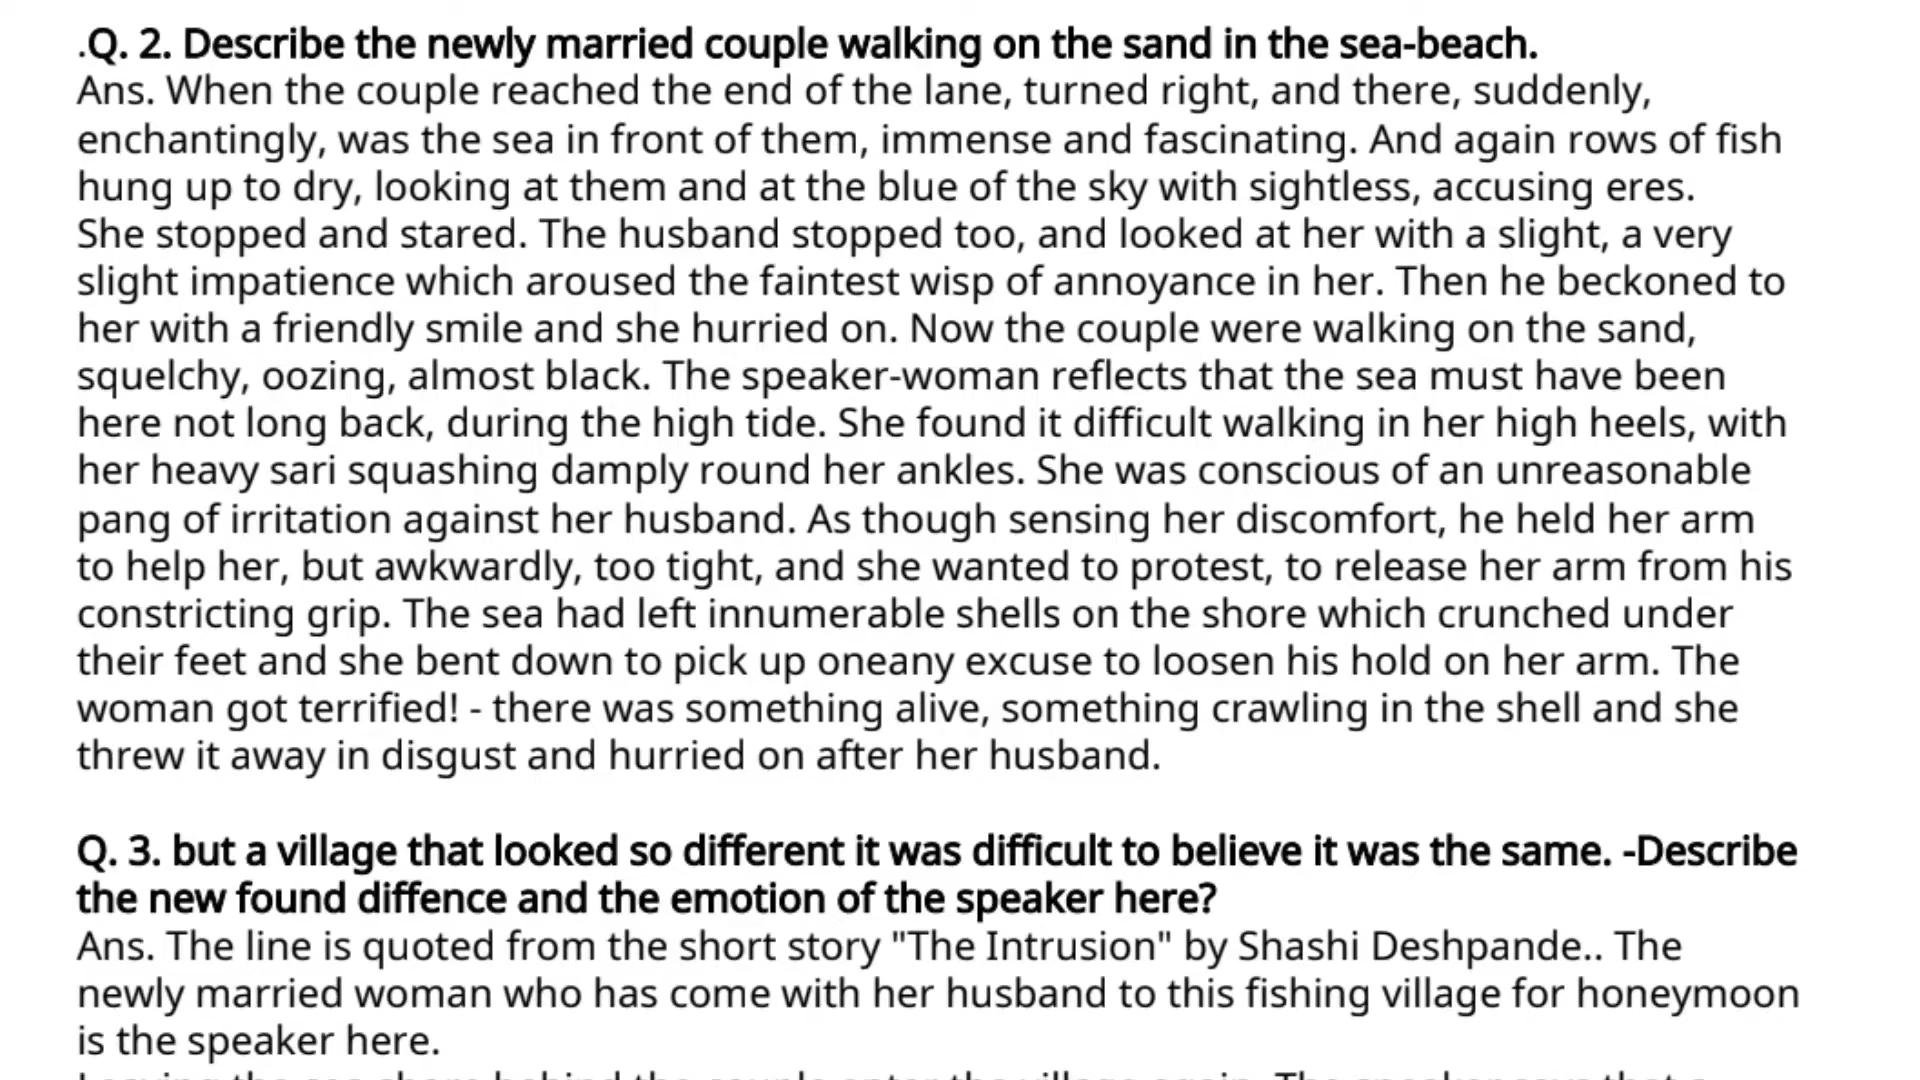 .Q. 2. Describe the newly married couple walking on the sand in the sea-beach.
Ans. When the couple reached the end of the lane, turned right, and there, suddenly,
enchantingly, was the sea in front of them, immense and fascinating. And again rows of fish
hung up to dry, looking at them and at the blue of the sky with sightless, accusing eres.
She stopped and stared. The husband stopped too, and looked at her with a slight, a very
slight impatience which aroused the faintest wisp of annoyance in her. Then he beckoned to
her with a friendly smile and she hurried on. Now the couple were walking on the sand,
squelchy, oozing, almost black. The speaker-woman reflects that the sea must have been
here not long back, during the high tide. She found it difficult walking in her high heels, with
her heavy sari squashing damply round her ankles. She was conscious of an unreasonable
pang of irritation against her husband. As though sensing her discomfort, he held her arm
to help her, but awkwardly, too tight, and she wanted to protest, to release her arm from his
constricting grip. The sea had left innumerable shells on the shore which crunched under
their feet and she bent down to pick up oneany excuse to loosen his hold on her arm. The
woman got terrified! - there was something alive, something crawling in the shell and she
threw it away in disgust and hurried on after her husband.
Q. 3. but a village that looked so different it was difficult to believe it was the same. -Describe
the new found diffence and the emotion of the speaker here?
Ans. The line is quoted from the short story "The Intrusion" by Shashi Deshpande.. The
newly married woman who has come with her husband to this fishing village for honeymoon
is the speaker here.